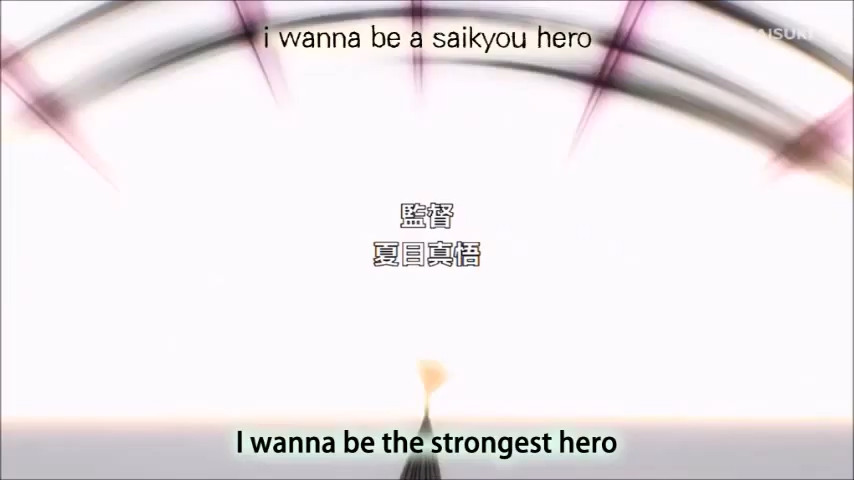 i wanna be a saikyou hero
監督
夏目真悟
I wanna be the strongest hero